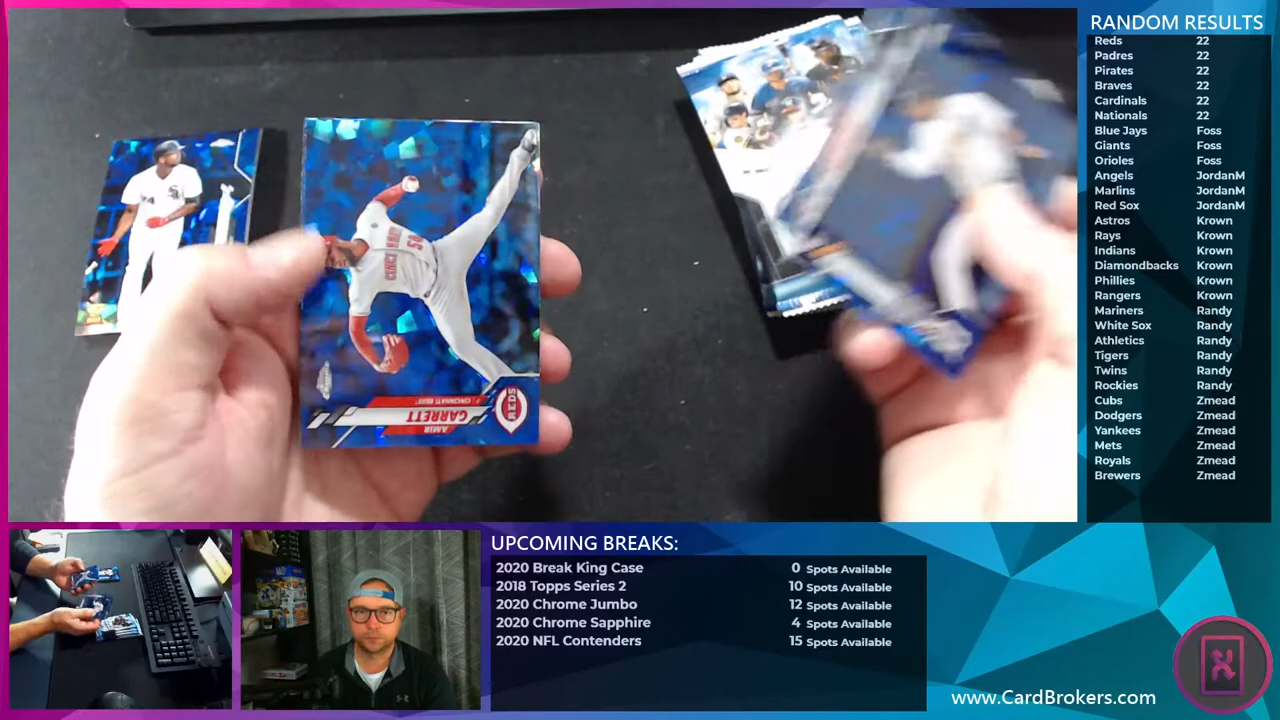 RANDOM RESULTS
Reds 22
Padres 22
Pirates 22
Braves 22
Cardinals 22
Nationals 22
Blue Jays Foss
Giants Foss
Orioles Foss
Angels JordanM
Marlins JordanM
Red Sox JordanM
Astros Krown
Rays Krown
Indians Krown
Diamondbacks Krown
Phillies Krown
Rangers Krown
Mariners Randy
White Sox Randy
Athletics Randy
Tigers Randy
Twins Randy
Rockies Randy
Cubs Zmead
Dodgers Zmead
Yankees Zmead
Mets Zmead
Royals Zmead
Brewers Zmead
CINCINNATI
50
REDS
AMIR
GARRETT
CINCINNATI REDS
UPCOMING BREAKS:
2020 Break King Case 0 Spots Available
2018 Topps Series 2 10 Spots Available
2020 Chrome Jumbo 12 Spots Available
2020 Chrome Sapphire 4 Spots Available
2020 NFL Contenders 15 Spots Available
www.CardBrokers.com